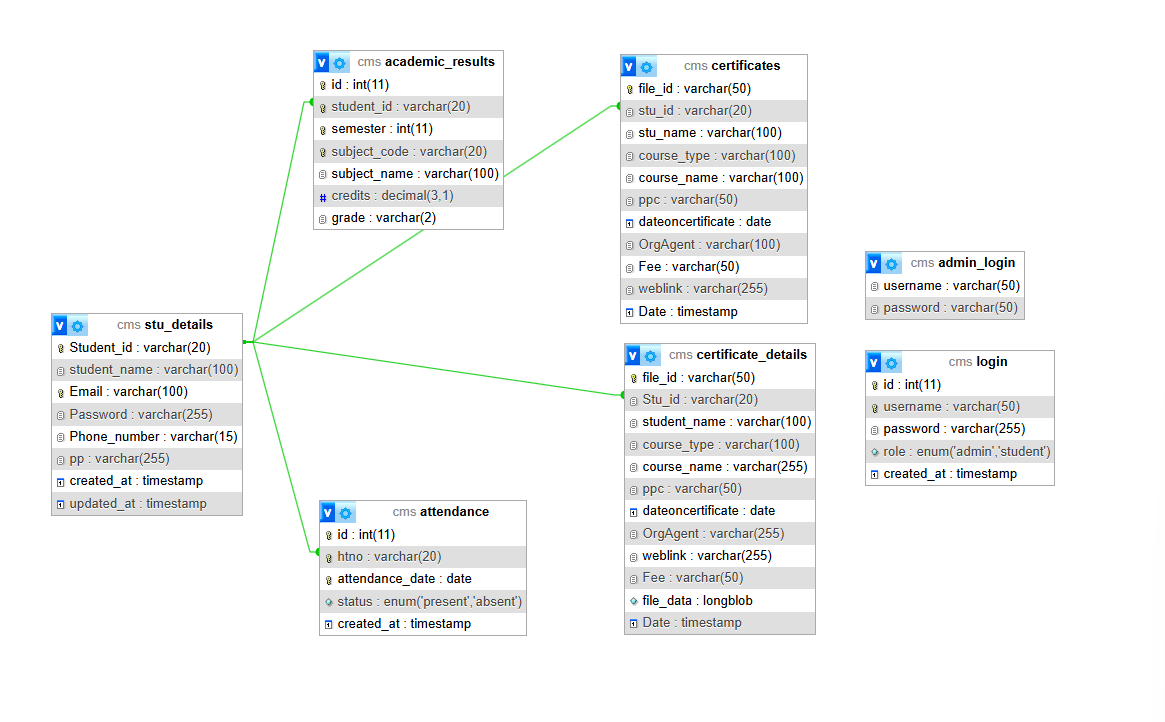 cms academic_results
id : int(11)
student_id : varchar(20)
semester : int(11)
subject_code : varchar(20)
subject_name : varchar(100)
# credits : decimal(3,1)
grade : varchar(2)
cms certificates
file_id : varchar(50)
stu_id : varchar(20)
stu_name : varchar(100)
course_type : varchar(100)
course_name : varchar(100)
ppc : varchar(50)
dateoncertificate : date
OrgAgent : varchar(100)
Fee : varchar(50)
weblink : varchar(255)
Date : timestamp
cms admin_login
username : varchar(50)
password : varchar(50)
cms stu_details
Student_id : varchar(20)
student_name : varchar(100)
Email : varchar(100)
Password : varchar(255)
Phone_number : varchar(15)
pp : varchar(255)
created_at : timestamp
updated_at : timestamp
cms certificate_details
file_id : varchar(50)
Stu_id : varchar(20)
student_name : varchar(100)
course_type : varchar(100)
course_name : varchar(255)
ppc : varchar(50)
dateoncertificate : date
OrgAgent : varchar(255)
weblink : varchar(255)
Fee : varchar(50)
file_data : longblob
Date : timestamp
cms login
id : int(11)
username : varchar(50)
password : varchar(255)
role : enum('admin','student')
created_at : timestamp
cms attendance
id : int(11)
htno : varchar(20)
attendance_date : date
status : enum('present','absent')
created_at : timestamp